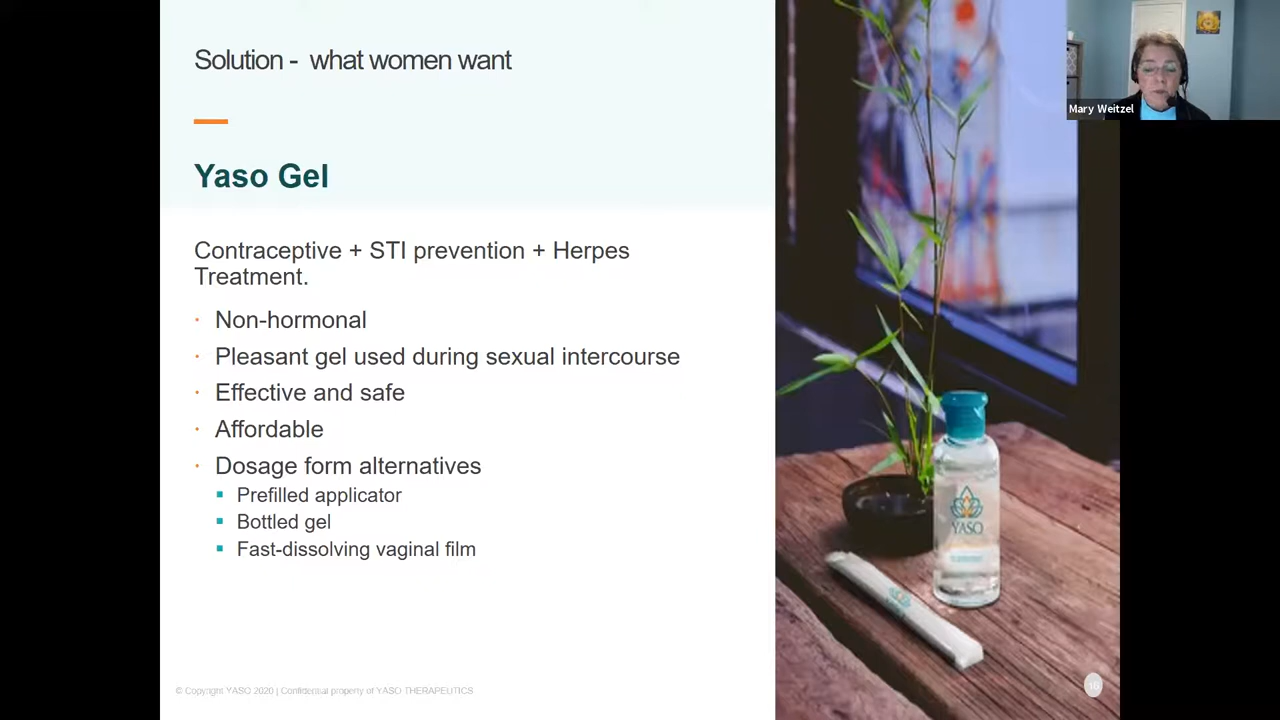 Solution - what women want
Mary Weitzel
Yaso Gel
Contraceptive + STI prevention + Herpes
Treatment.
· Non-hormonal
· Pleasant gel used during sexual intercourse
· Effective and safe
· Affordable
· Dosage form alternatives
▪ Prefilled applicator
▪ Bottled gel
▪ Fast-dissolving vaginal film
YASO
© Copyright YASO 2020 | Confidential property of YASO THERAPEUTICS
16